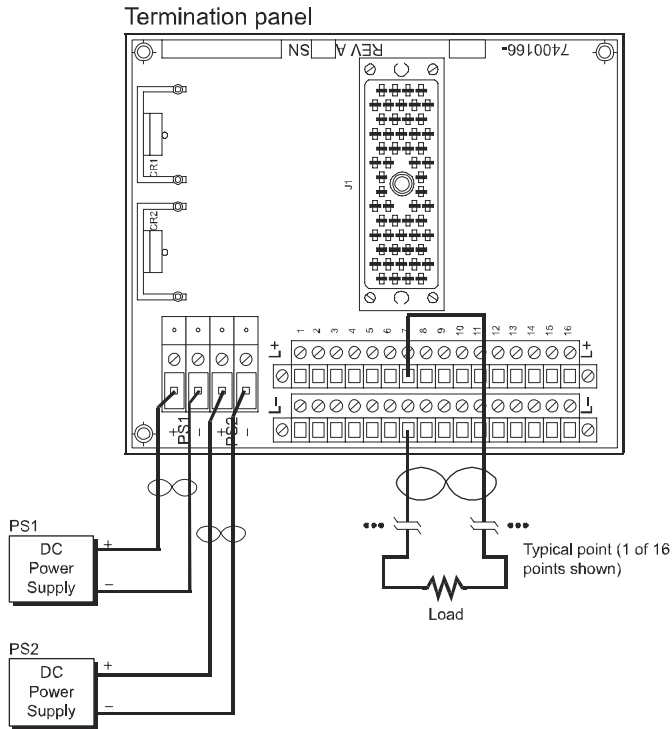 Termination panel
7400166-
REV A
SN
CR1
CR2
J1
1 2 3 4 5 6 7 8 9 10 11 12 13 14 15 16
L+ L+
L- L-
PS1 PS2
+ - + -
PS1
DC
Power
Supply
+
–
PS2
DC
Power
Supply
+
–
•••
•••
Typical point (1 of 16
points shown)
Load